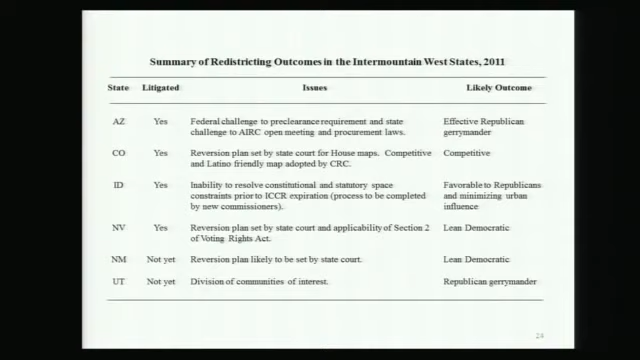 Summary of Redistricting Outcomes in the Intermountain West States, 2011
State Litigated Issues Likely Outcome
AZ Yes Federal challenge to preclearance requirement and state Effective Republican
challenge to AIRC open meeting and procurement laws. gerrymander
CO Yes Reversion plan set by state court for House maps. Competitive Competitive
and Latino friendly map adopted by CRC.
ID Yes Inability to resolve constitutional and statutory space Favorable to Republicans
constraints prior to ICCR expiration (process to be completed and minimizing urban
by new commissioners). influence
NV Yes Reversion plan set by state court and applicability of Section 2 Lean Democratic
of Voting Rights Act.
NM Not yet Reversion plan likely to be set by state court. Lean Democratic
UT Not yet Division of communities of interest. Republican gerrymander
24